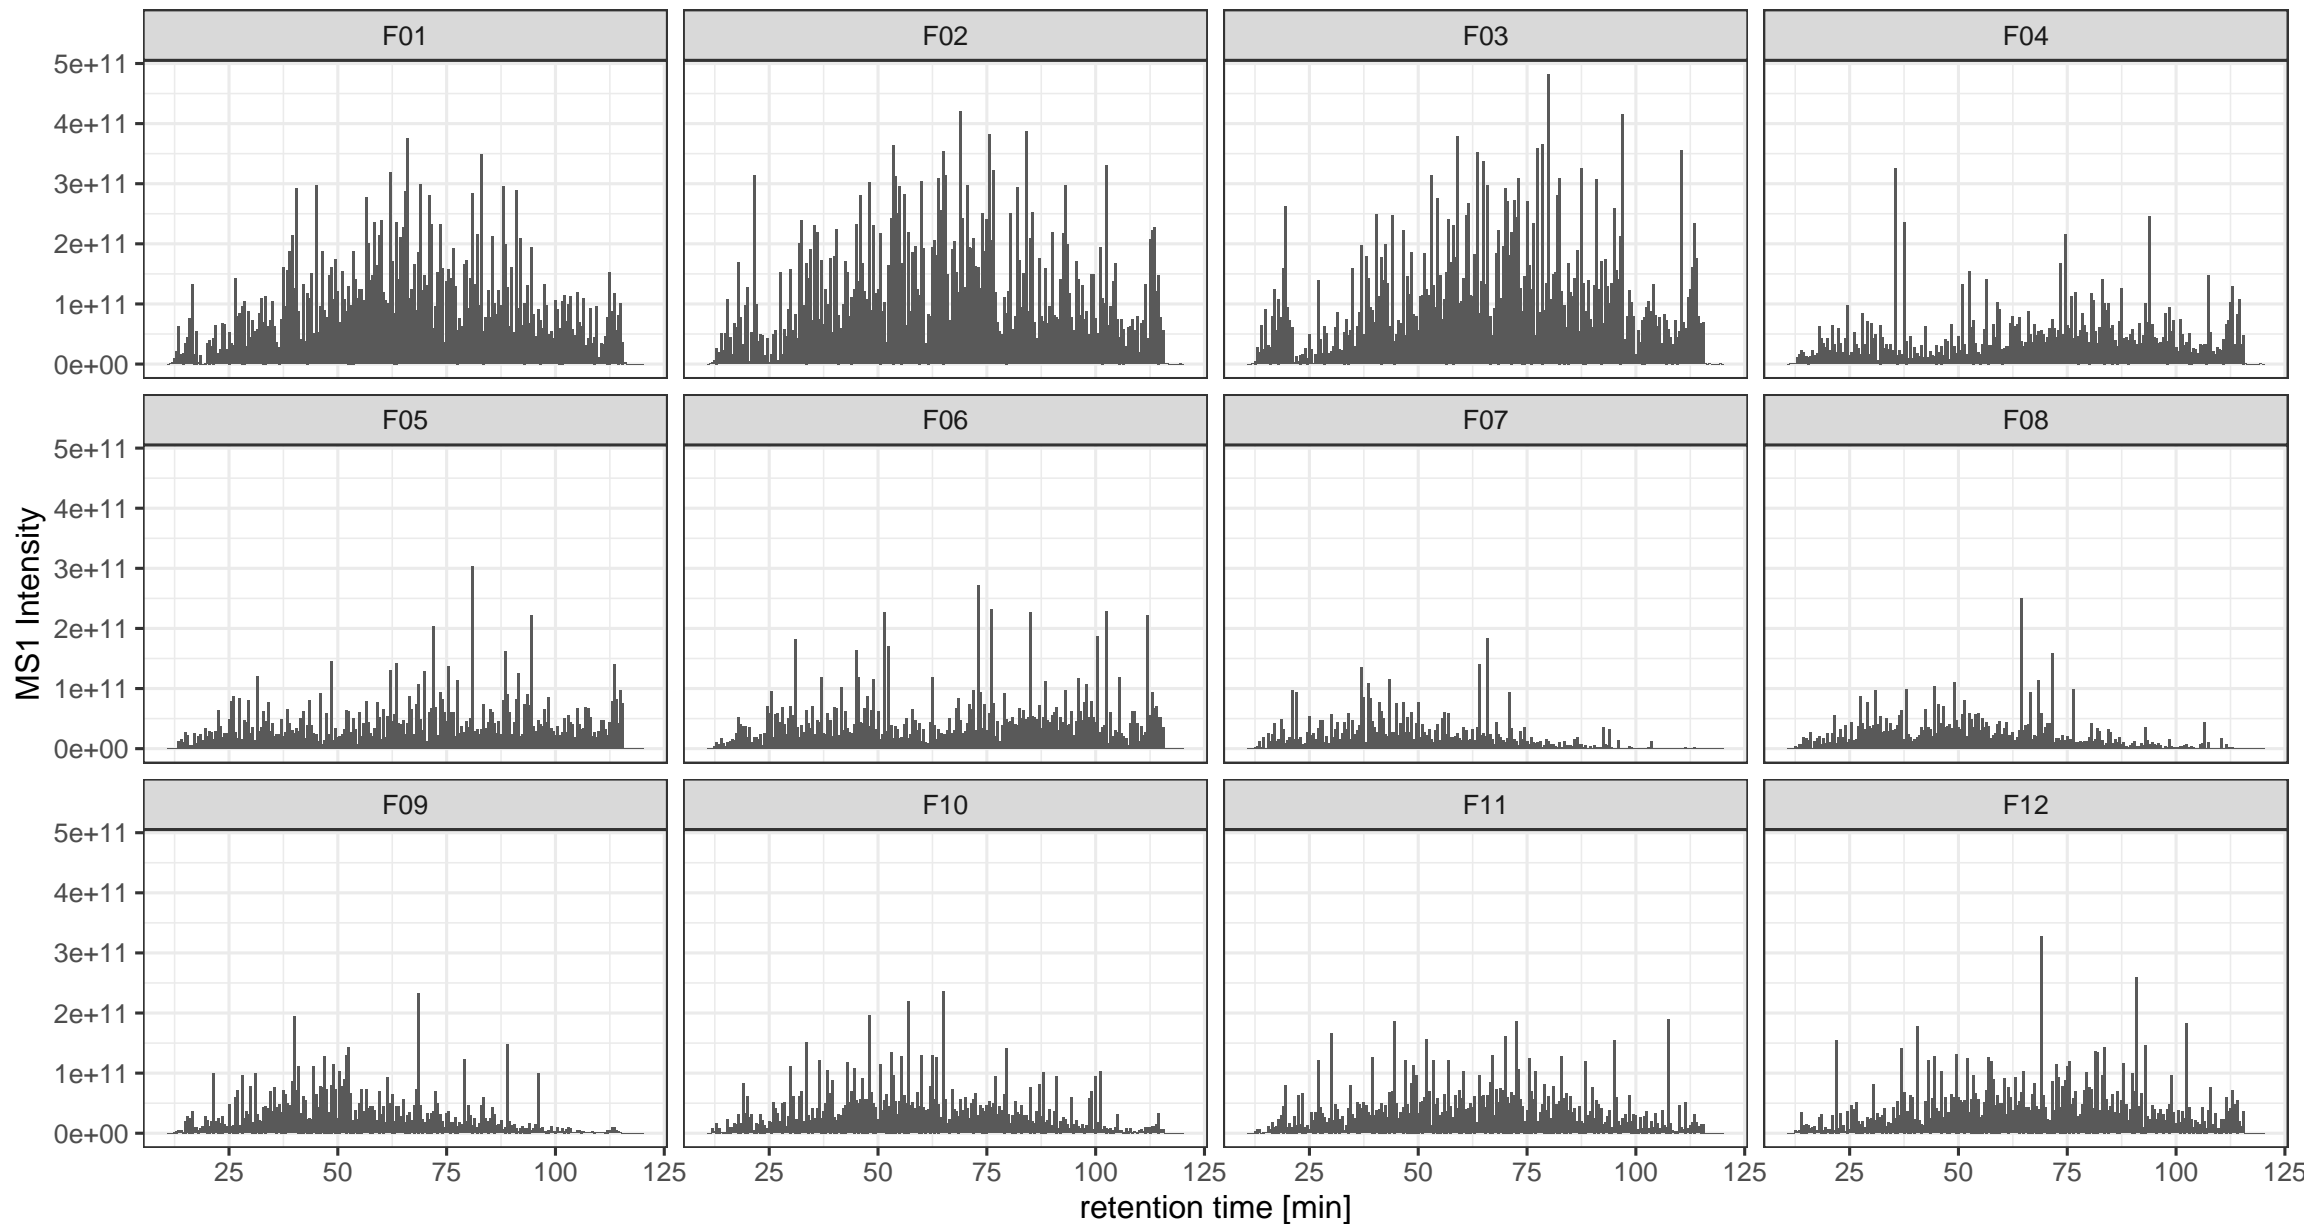 F01 F02 F03 F04
5e+11
4e+11
3e+11
2e+11
1e+11
0e+00
F05 F06 F07 F08
5e+11
4e+11
3e+11
2e+11
1e+11
0e+00
F09 F10 F11 F12
5e+11
4e+11
3e+11
2e+11
1e+11
0e+00
MS1 Intensity
25 50 75 100 125 25 50 75 100 125 25 50 75 100 125 25 50 75 100 125
retention time [min]